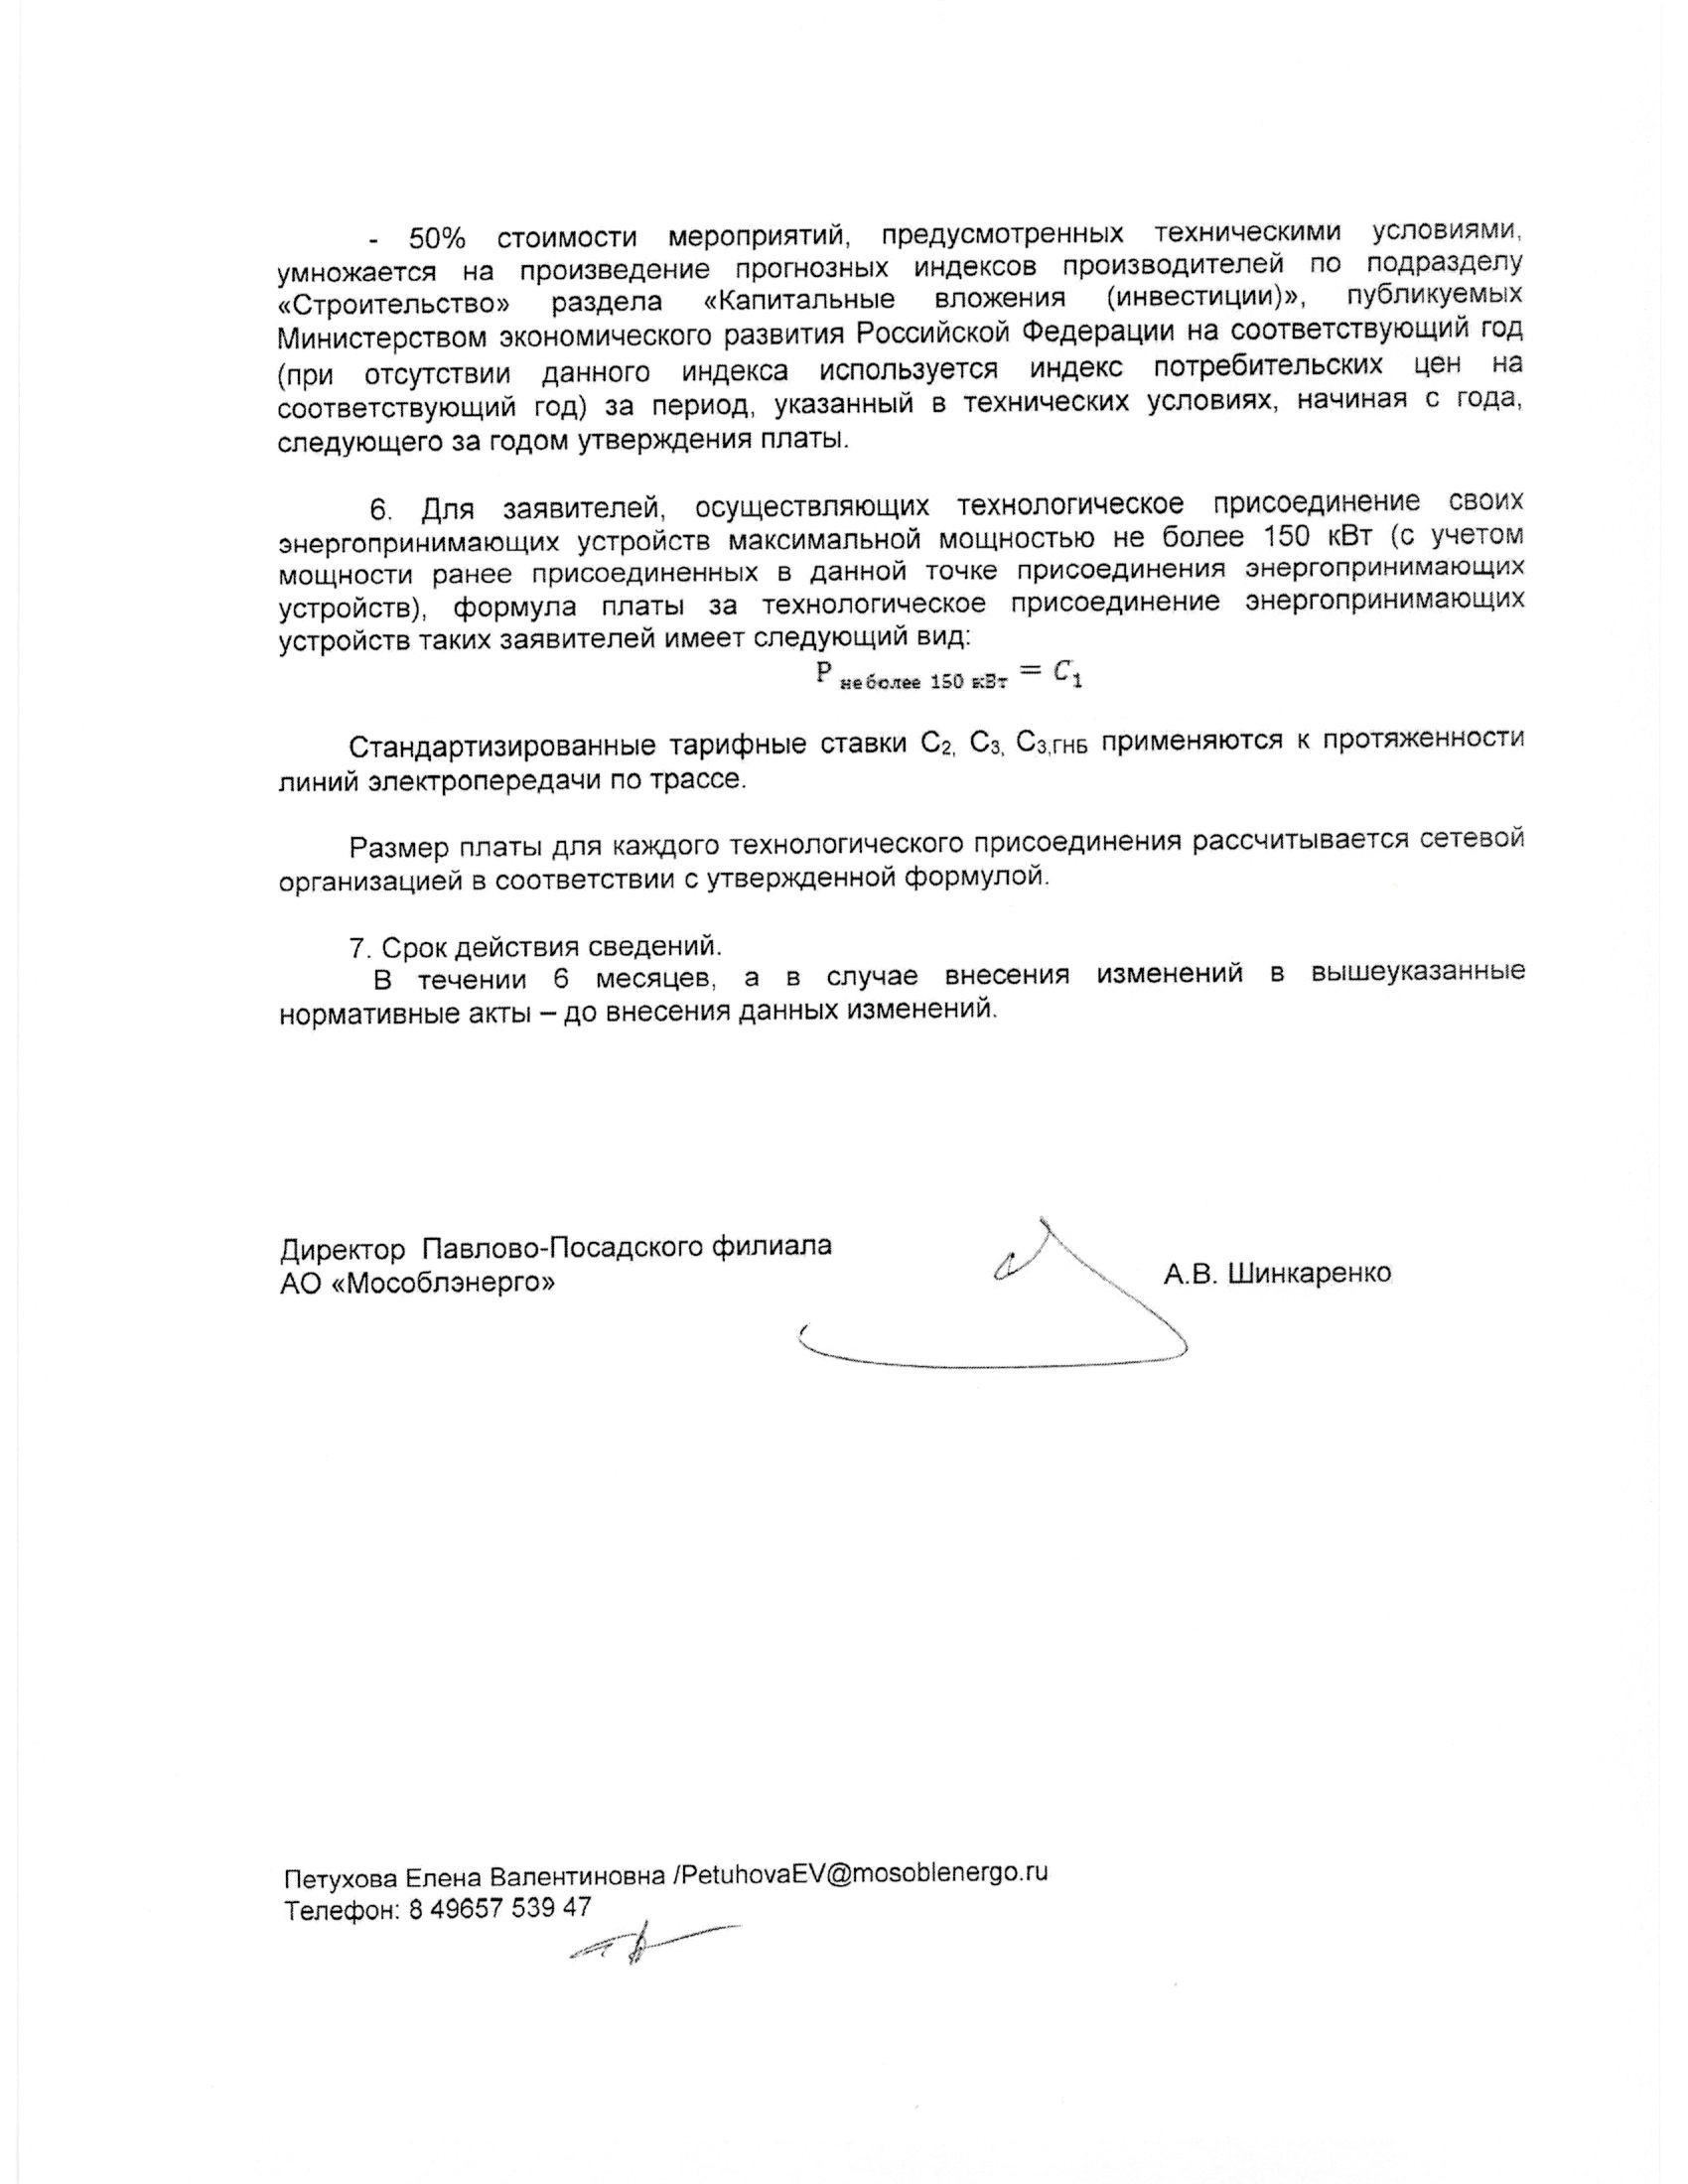 - 50% стоимости мероприятий, предусмотренных техническими условиями,
умножается на произведение прогнозных индексов производителей по подразделу
«Строительство» раздела «Капитальные вложения (инвестиции)», публикуемых
Министерством экономического развития Российской Федерации на соответствующий год
(при отсутствии данного индекса используется индекс потребительских цен на
соответствующий год) за период, указанный в технических условиях, начиная с года,
следующего за годом утверждения платы.
6. Для заявителей, осуществляющих технологическое присоединение своих
энергопринимающих устройств максимальной мощностью не более 150 кВт (с учетом
мощности ранее присоединенных в данной точке присоединения энергопринимающих
устройств), формула платы за технологическое присоединение энергопринимающих
устройств таких заявителей имеет следующий вид:
P не более 150 кВт = C1
Стандартизированные тарифные ставки С2, С3, С3,ГНБ применяются к протяженности
линий электропередачи по трассе.
Размер платы для каждого технологического присоединения рассчитывается сетевой
организацией в соответствии с утвержденной формулой.
7. Срок действия сведений.
В течении 6 месяцев, а в случае внесения изменений в вышеуказанные
нормативные акты – до внесения данных изменений.
Директор Павлово-Посадского филиала
АО «Мособлэнерго»
А.В. Шинкаренко
Петухова Елена Валентиновна /PetuhovaEV@mosoblenergo.ru
Телефон: 8 49657 539 47